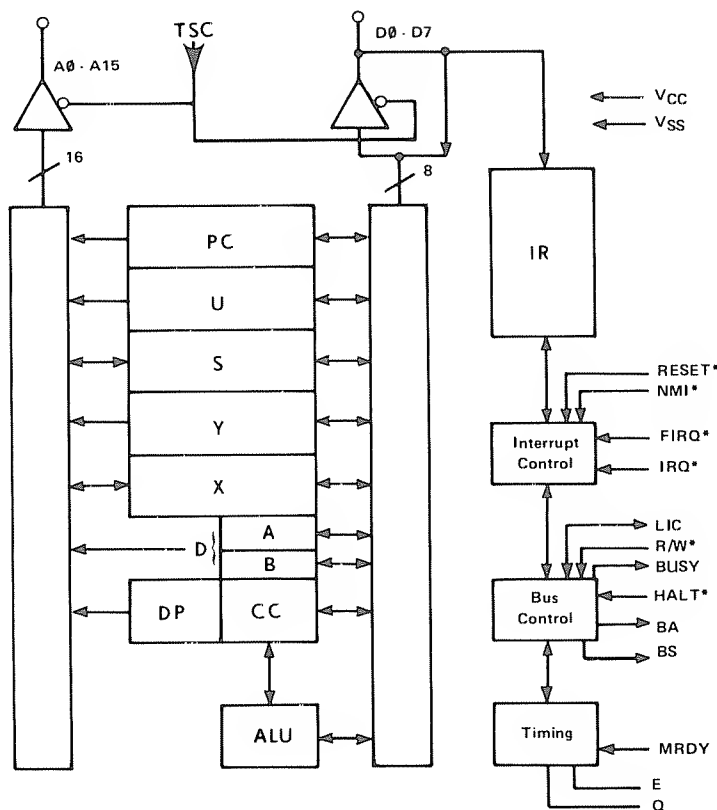 TSC
D0 - D7
A0 - A15
VCC
VSS
16
8
PC
U
S
Y
X
D {
A
B
DP
CC
ALU
IR
RESET*
NMI*
Interrupt
Control
FIRQ*
IRQ*
LIC
R/W*
BUSY
Bus
Control
HALT*
BA
BS
Timing
MRDY
E
Q